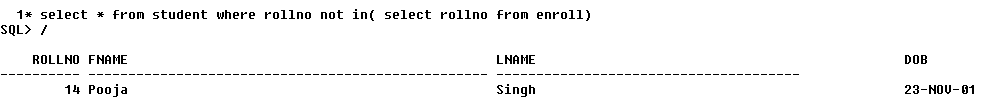 1* select * from student where rollno not in( select rollno from enroll)
SQL> /
ROLLNO FNAME LNAME DOB
---------- -------------------------------------------------- ------------------------------------------
14 Pooja Singh 23-NOV-01